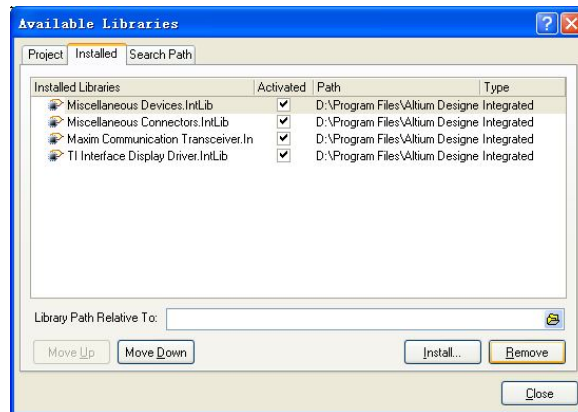 Available Libraries
Project Installed Search Path
Installed Libraries Activated Path Type
Miscellaneous Devices.IntLib D:\Program Files\Altium Designe Integrated
Miscellaneous Connectors.IntLib D:\Program Files\Altium Designe Integrated
Maxim Communication Transceiver.In D:\Program Files\Altium Designe Integrated
TI Interface Display Driver.IntLib D:\Program Files\Altium Designe Integrated
Library Path Relative To:
Move Up Move Down Install... Remove
Close